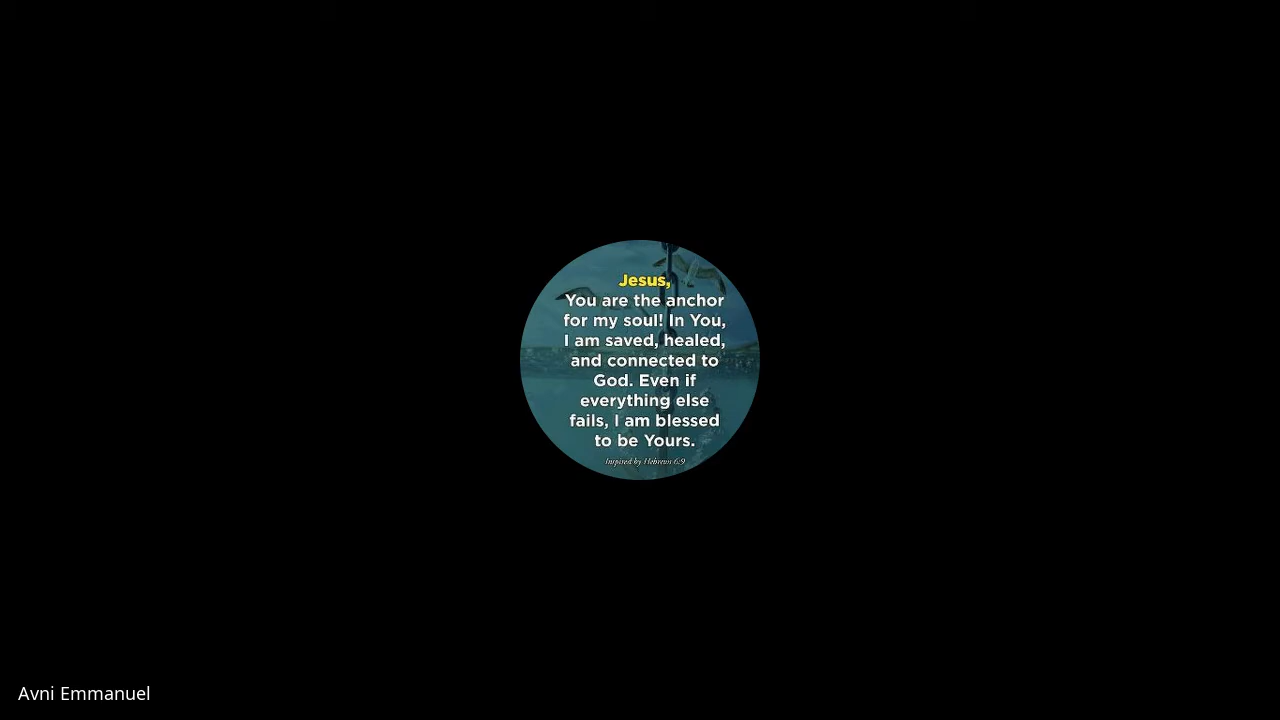 Jesus,
You are the anchor
for my soul! In You,
I am saved, healed,
and connected to
God. Even if
everything else
fails, I am blessed
to be Yours.
Inspired by Hebrews 6:9
Avni Emmanuel